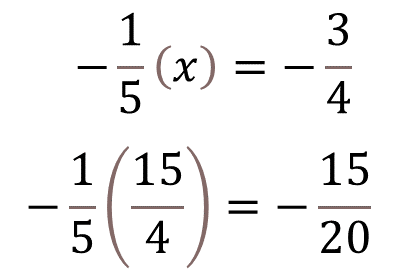 -1/5(x) = -3/4
-1/5(15/4) = -15/20